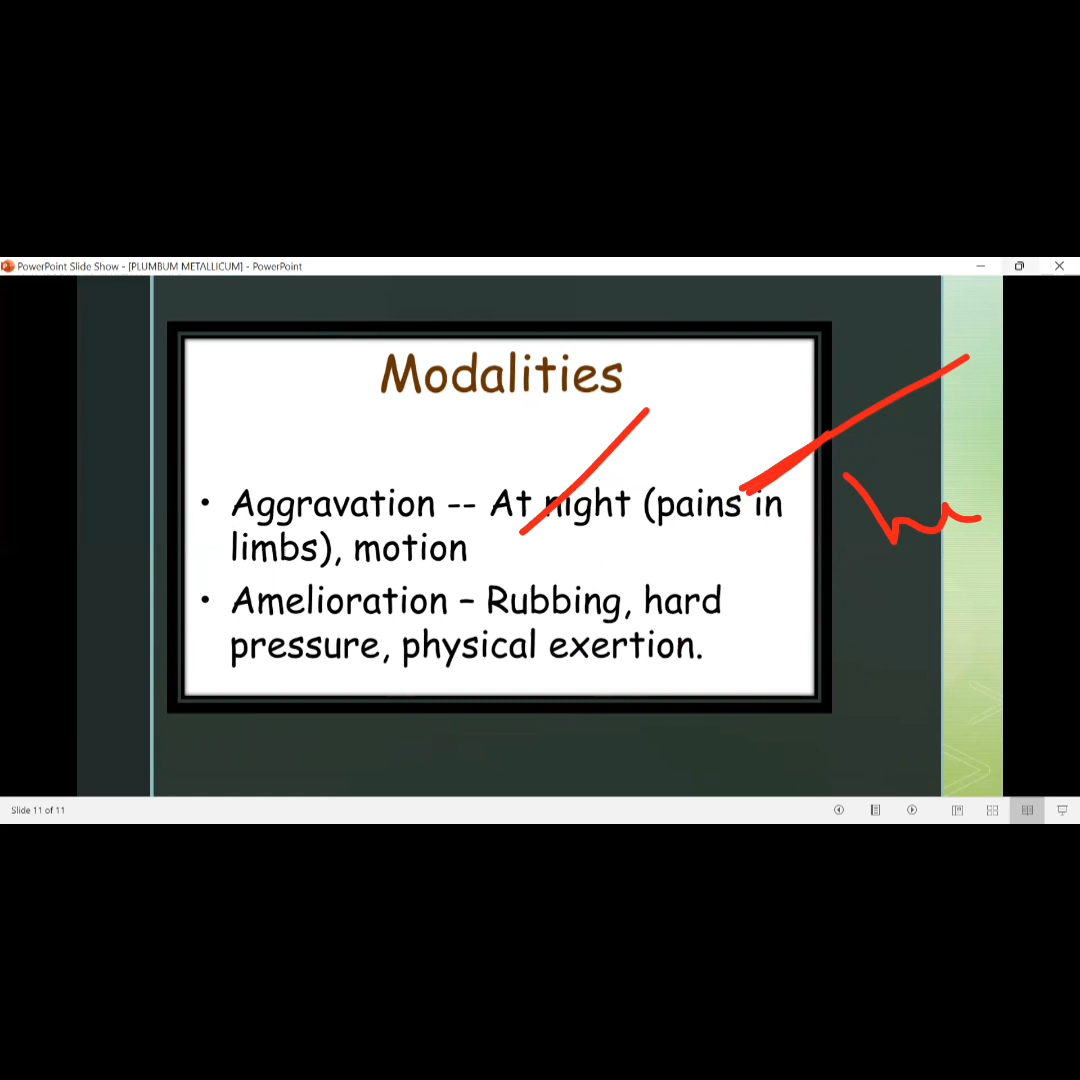 PowerPoint Slide Show - [PLUMBUM METALLICUM] - PowerPoint
Modalities
• Aggravation -- At night (pains in
limbs), motion
• Amelioration – Rubbing, hard
pressure, physical exertion.
Slide 11 of 11